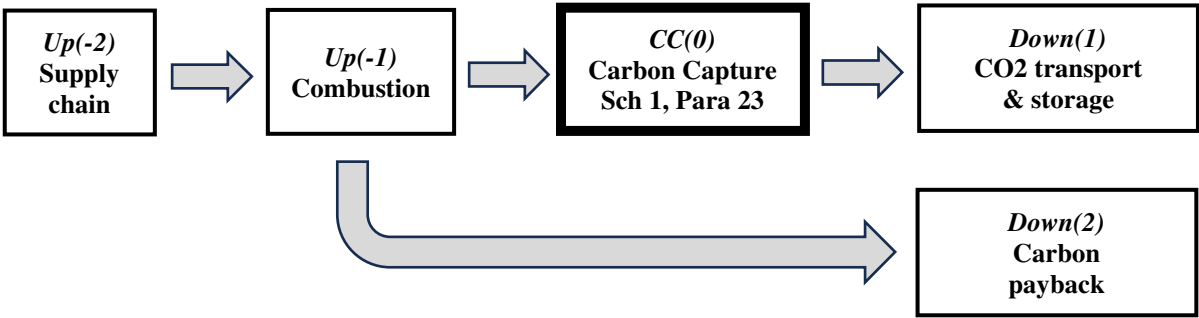 Up(-2)
Supply
chain
Up(-1)
Combustion
CC(0)
Carbon Capture
Sch 1, Para 23
Down(1)
CO2 transport
& storage
Down(2)
Carbon
payback